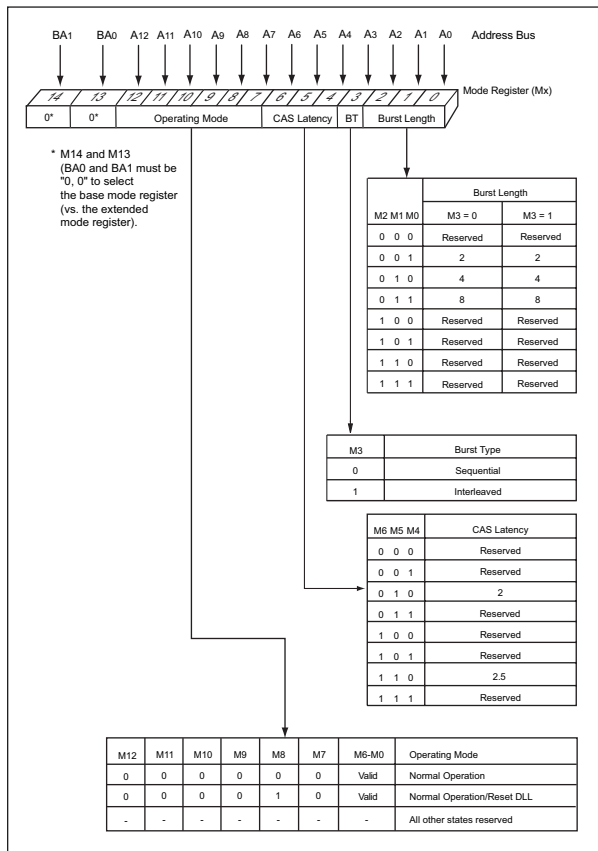 BA1 BA0 A12 A11 A10 A9 A8 A7 A6 A5 A4 A3 A2 A1 A0 Address Bus
14 13 12 11 10 9 8 7 6 5 4 3 2 1 0 Mode Register (Mx)
0* 0* Operating Mode CAS Latency BT Burst Length
* M14 and M13
(BA0 and BA1 must be
"0, 0" to select
the base mode register
(vs. the extended
mode register).
Burst Length
M2 M1 M0 M3 = 0 M3 = 1
0 0 0 Reserved Reserved
0 0 1 2 2
0 1 0 4 4
0 1 1 8 8
1 0 0 Reserved Reserved
1 0 1 Reserved Reserved
1 1 0 Reserved Reserved
1 1 1 Reserved Reserved
M3 Burst Type
0 Sequential
1 Interleaved
M6 M5 M4 CAS Latency
0 0 0 Reserved
0 0 1 Reserved
0 1 0 2
0 1 1 Reserved
1 0 0 Reserved
1 0 1 Reserved
1 1 0 2.5
1 1 1 Reserved
M12 M11 M10 M9 M8 M7 M6-M0 Operating Mode
0 0 0 0 0 0 Valid Normal Operation
0 0 0 0 1 0 Valid Normal Operation/Reset DLL
- - - - - - - All other states reserved